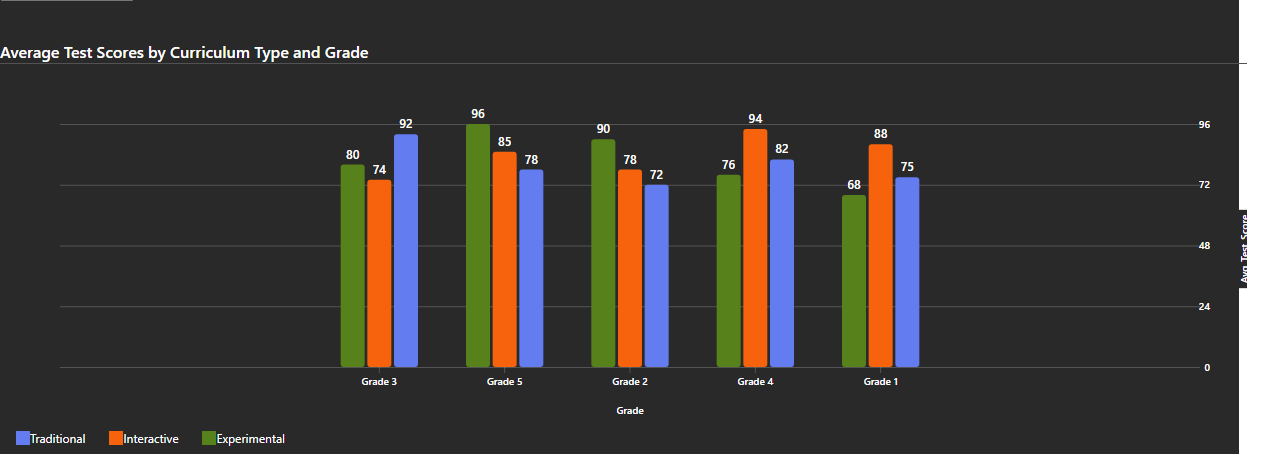 Average Test Scores by Curriculum Type and Grade
80 74 92
96 85 78
90 78 72
76 94 82
68 88 75
96
72
48
24
0
Avg Test Score
Grade 3 Grade 5 Grade 2 Grade 4 Grade 1
Grade
Traditional Interactive Experimental